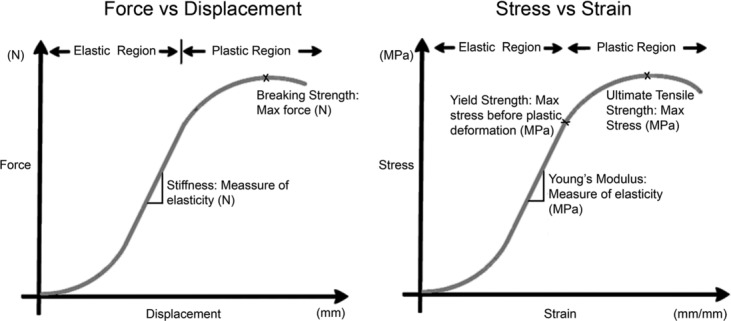 Force vs Displacement
(N)
Elastic Region
Plastic Region
Breaking Strength:
Max force (N)
Force
Stiffness: Meassure of
elasticity (N)
Displacement
(mm)
Stress vs Strain
(MPa)
Elastic Region
Plastic Region
Yield Strength: Max
stress before plastic
deformation (MPa)
Ultimate Tensile
Strength: Max
Stress (MPa)
Stress
Young's Modulus:
Measure of elasticity
(MPa)
Strain
(mm/mm)